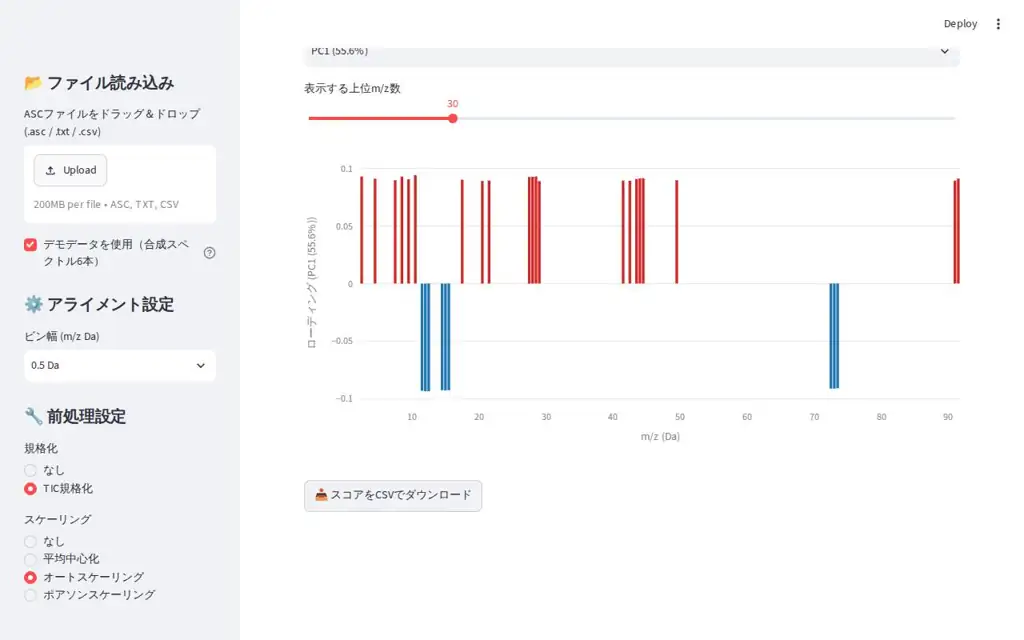 Deploy
📂 ファイル読み込み
ASCファイルをドラッグ＆ドロップ
(.asc / .txt / .csv)
Upload
200MB per file • ASC, TXT, CSV
デモデータを使用（合成スペ
クトル6本）
⚙️ アライメント設定
ビン幅 (m/z Da)
0.5 Da
🔧 前処理設定
規格化
なし
TIC規格化
スケーリング
なし
平均中心化
オートスケーリング
ポアソンスケーリング
PC1 (55.6%)
表示する上位m/z数
30
0.1
0.05
0
−0.05
−0.1
ローディング (PC1 (55.6%))
10 20 30 40 50 60 70 80 90
m/z (Da)
📥 スコアをCSVでダウンロード